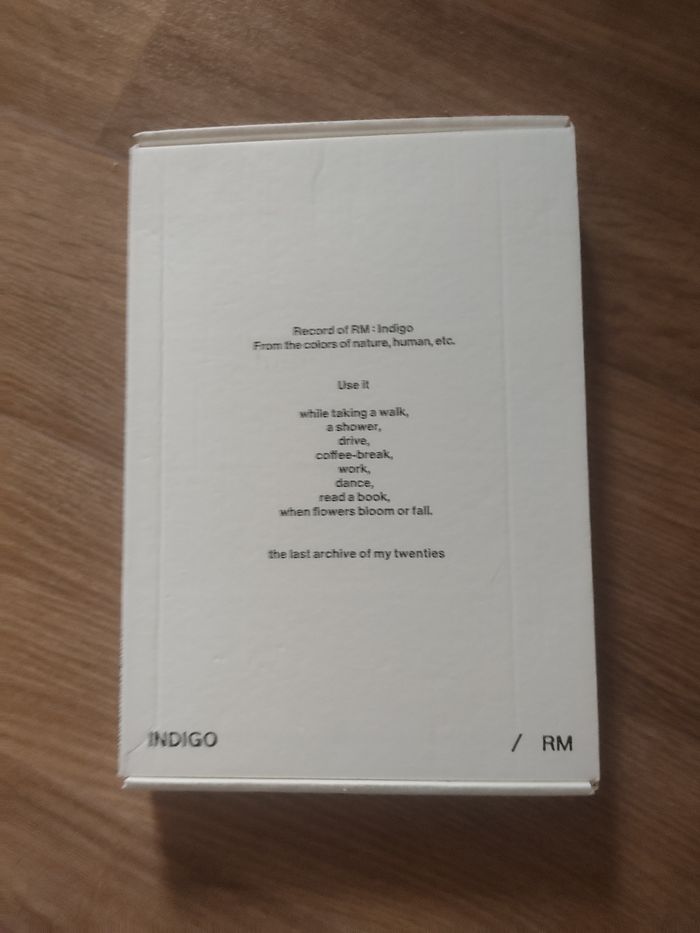 Record of RM : Indigo
From the colors of nature, human, etc.
Use it
while taking a walk,
a shower,
drive,
coffee-break,
work,
dance,
read a book,
when flowers bloom or fall.
the last archive of my twenties
INDIGO / RM